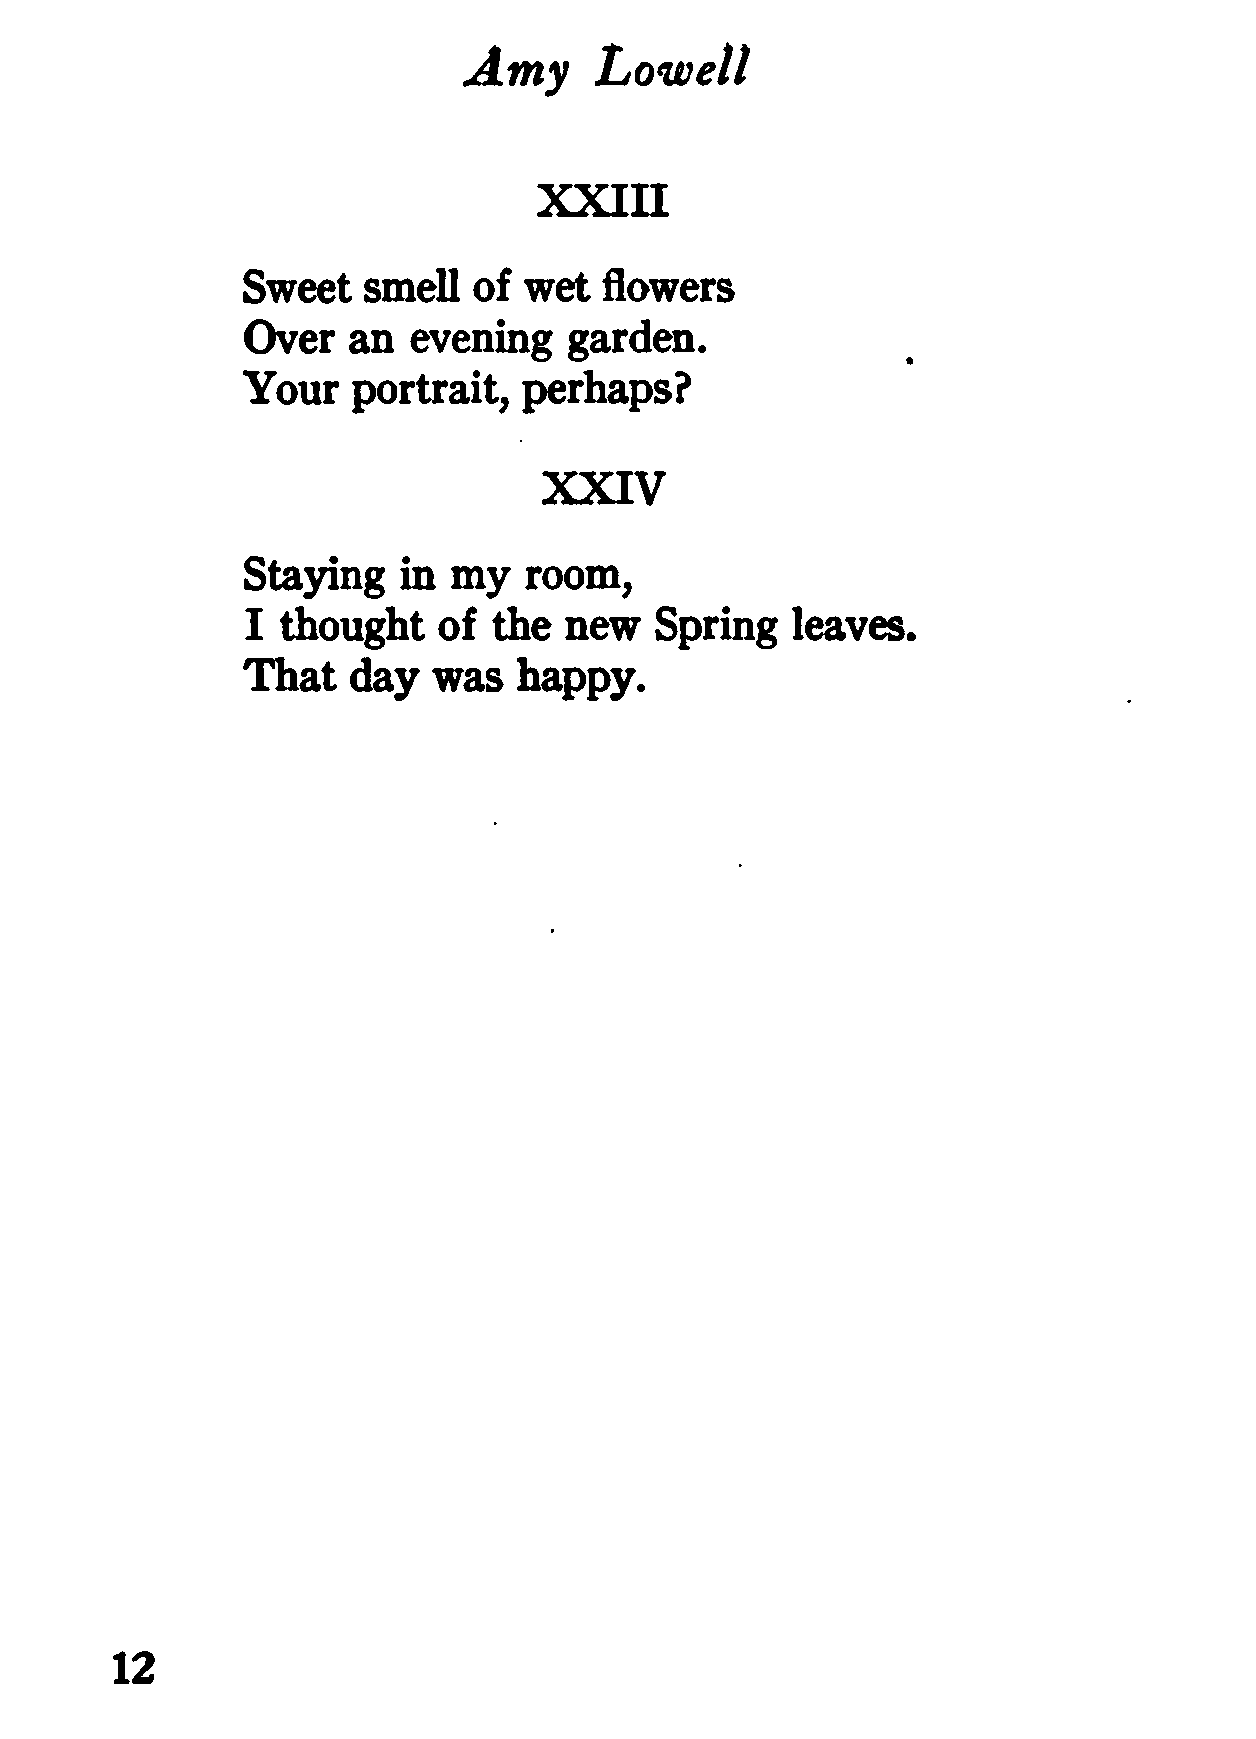 Amy Lowell
XXIII
Sweet smell of wet flowers
Over an evening garden.
Your portrait, perhaps?
XXIV
Staying in my room,
I thought of the new Spring leaves.
That day was happy.
12